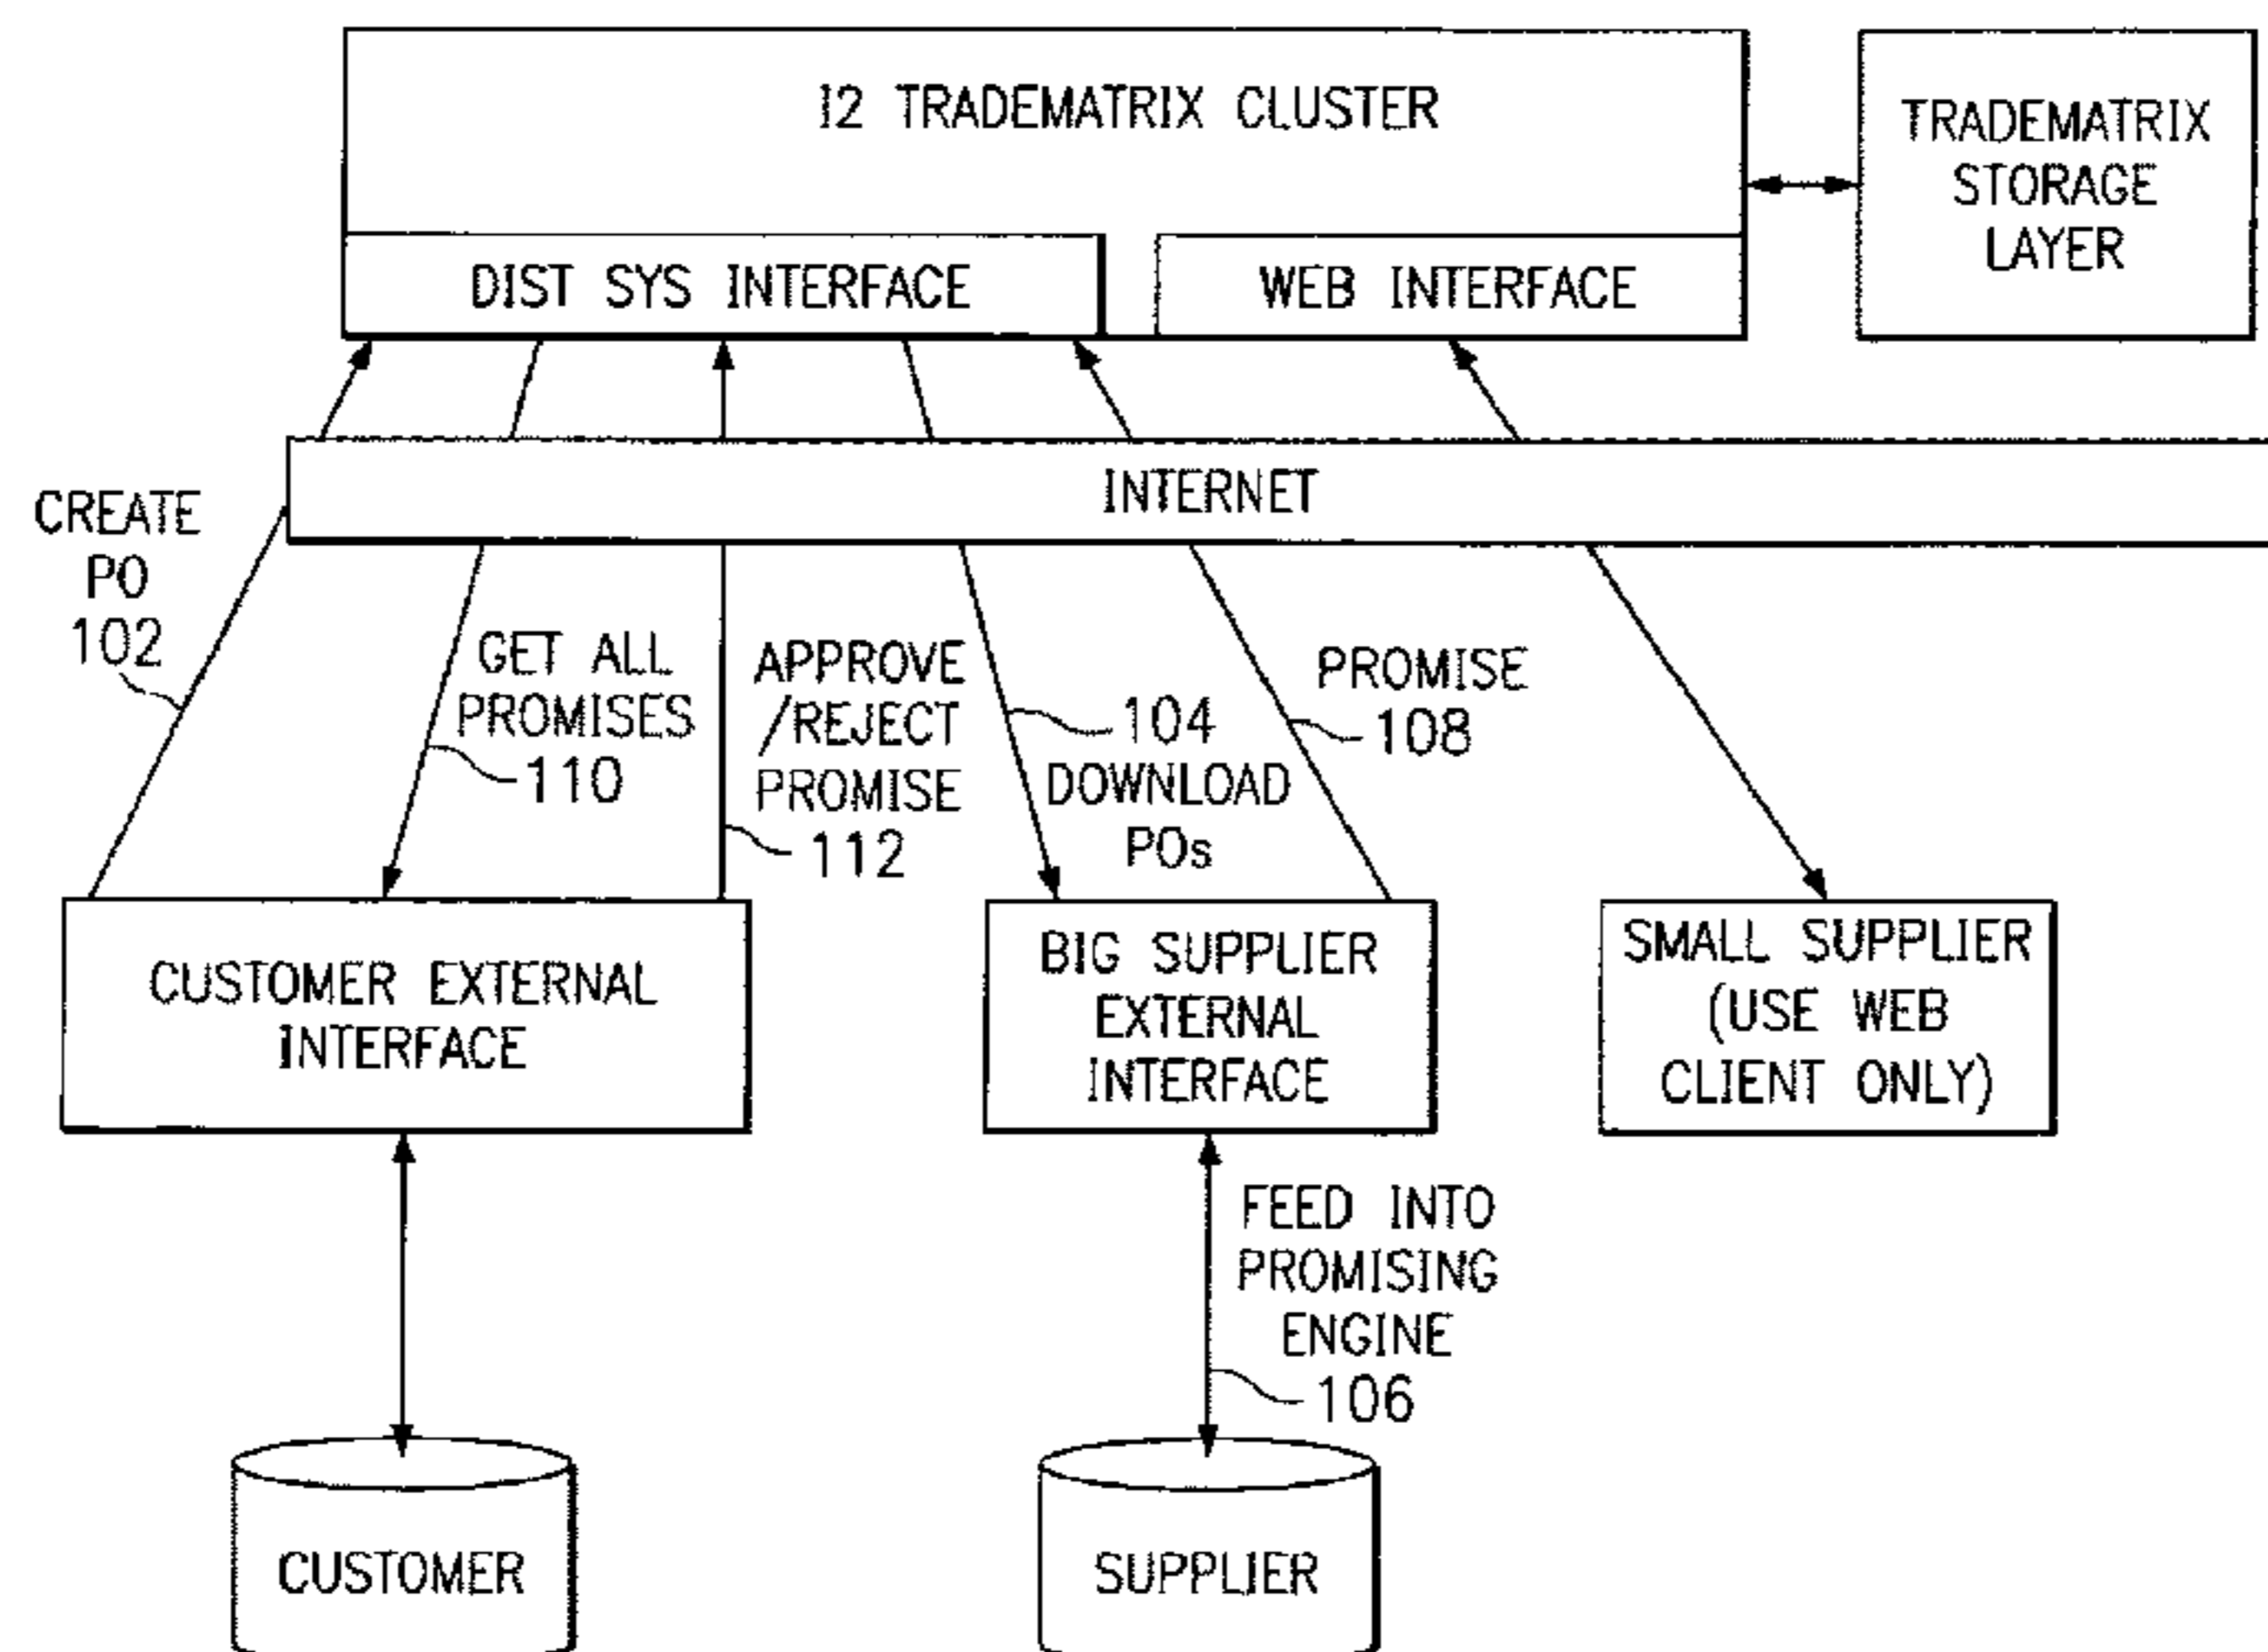 I2 TRADEMATRIX CLUSTER
TRADEMATRIX
STORAGE
LAYER
DIST SYS INTERFACE
WEB INTERFACE
INTERNET
CREATE
PO
102
GET ALL
PROMISES
110
APPROVE
/REJECT
PROMISE
112
104
DOWNLOAD
POs
PROMISE
108
CUSTOMER EXTERNAL
INTERFACE
BIG SUPPLIER
EXTERNAL
INTERFACE
SMALL SUPPLIER
(USE WEB
CLIENT ONLY)
FEED INTO
PROMISING
ENGINE
106
CUSTOMER
SUPPLIER